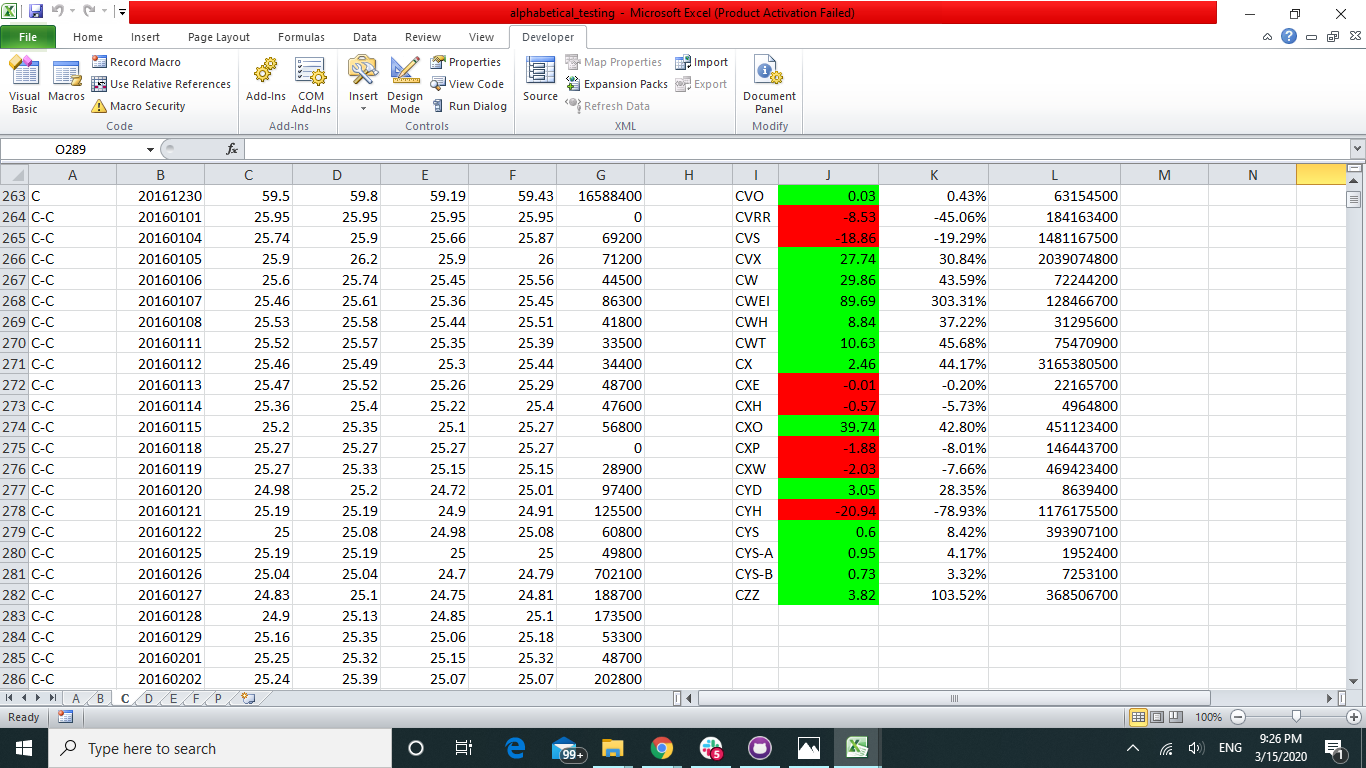 alphabetical_testing - Microsoft Excel (Product Activation Failed)
File Home Insert Page Layout Formulas Data Review View Developer
Visual Basic
Macros
Record Macro
Use Relative References
Macro Security
Code
Add-Ins
COM Add-Ins
Add-Ins
Insert
Design Mode
Properties
View Code
Run Dialog
Controls
Source
Map Properties
Expansion Packs
Refresh Data
Import
Export
XML
Document Panel
Modify
O289 fx
A B C D E F G H I J K L M N
263 C 20161230 59.5 59.8 59.19 59.43 16588400 CVO 0.03 0.43% 63154500
264 C-C 20160101 25.95 25.95 25.95 25.95 0 CVRR -8.53 -45.06% 184163400
265 C-C 20160104 25.74 25.9 25.66 25.87 69200 CVS -18.86 -19.29% 1481167500
266 C-C 20160105 25.9 26.2 25.9 26 71200 CVX 27.74 30.84% 2039074800
267 C-C 20160106 25.6 25.74 25.45 25.56 44500 CW 29.86 43.59% 72244200
268 C-C 20160107 25.46 25.61 25.36 25.45 86300 CWEI 89.69 303.31% 128466700
269 C-C 20160108 25.53 25.58 25.44 25.51 41800 CWH 8.84 37.22% 31295600
270 C-C 20160111 25.52 25.57 25.35 25.39 33500 CWT 10.63 45.68% 75470900
271 C-C 20160112 25.46 25.49 25.3 25.44 34400 CX 2.46 44.17% 3165380500
272 C-C 20160113 25.47 25.52 25.26 25.29 48700 CXE -0.01 -0.20% 22165700
273 C-C 20160114 25.36 25.4 25.22 25.4 47600 CXH -0.57 -5.73% 4964800
274 C-C 20160115 25.2 25.35 25.1 25.27 56800 CXO 39.74 42.80% 451123400
275 C-C 20160118 25.27 25.27 25.27 25.27 0 CXP -1.88 -8.01% 146443700
276 C-C 20160119 25.27 25.33 25.15 25.15 28900 CXW -2.03 -7.66% 469423400
277 C-C 20160120 24.98 25.2 24.72 25.01 97400 CYD 3.05 28.35% 8639400
278 C-C 20160121 25.19 25.19 24.9 24.91 125500 CYH -20.94 -78.93% 1176175500
279 C-C 20160122 25 25.08 24.98 25.08 60800 CYS 0.6 8.42% 393907100
280 C-C 20160125 25.19 25.19 25 25 49800 CYS-A 0.95 4.17% 1952400
281 C-C 20160126 25.04 25.04 24.7 24.79 702100 CYS-B 0.73 3.32% 7253100
282 C-C 20160127 24.83 25.1 24.75 24.81 188700 CZZ 3.82 103.52% 368506700
283 C-C 20160128 24.9 25.13 24.85 25.1 173500
284 C-C 20160129 25.16 25.35 25.06 25.18 53300
285 C-C 20160201 25.25 25.32 25.15 25.32 48700
286 C-C 20160202 25.24 25.39 25.07 25.07 202800
A B C D E F P
Ready 100%
Type here to search 99+ 5 ENG 9:26 PM
3/15/2020 1